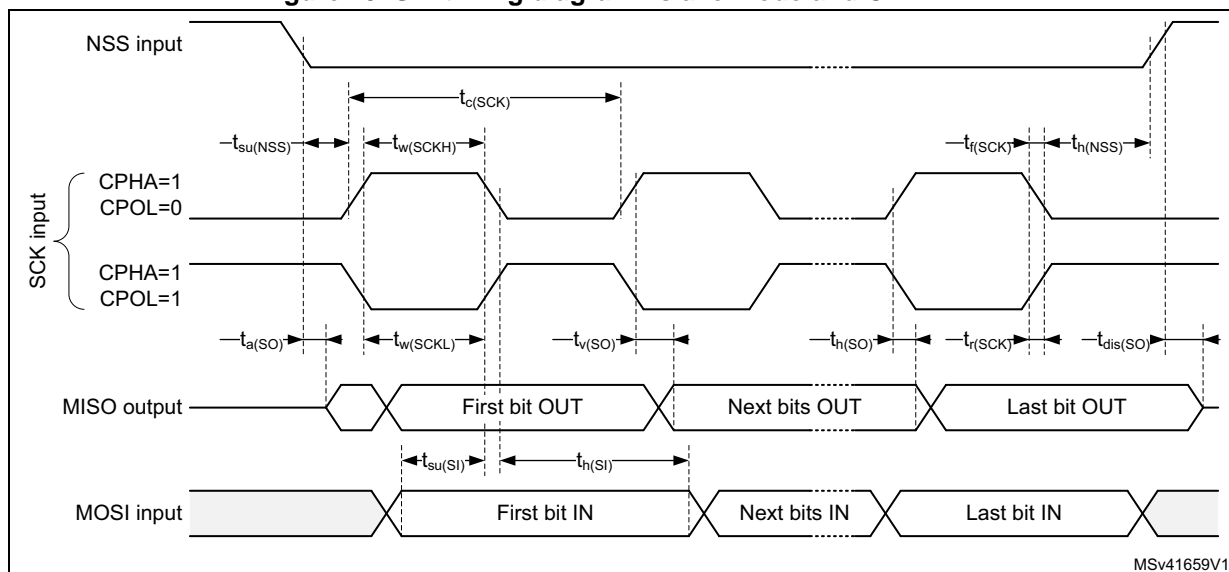 NSS input
tc(SCK)
tsu(NSS)
tw(SCKH)
tf(SCK)
th(NSS)
SCK input
CPHA=1
CPOL=0
CPHA=1
CPOL=1
ta(SO)
tw(SCKL)
tv(SO)
th(SO)
tr(SCK)
tdis(SO)
MISO output
First bit OUT
Next bits OUT
Last bit OUT
tsu(SI)
th(SI)
MOSI input
First bit IN
Next bits IN
Last bit IN
MSv41659V1